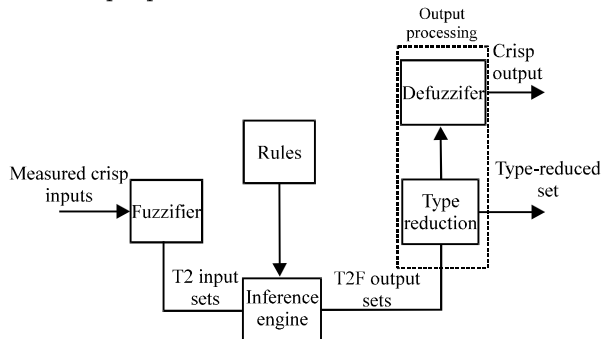 Output
processing
Crisp
output
Defuzzifer
Rules
Measured crisp
inputs
Fuzzifier
Type-reduced
set
Type
reduction
T2 input
sets
Inference
engine
T2F output
sets